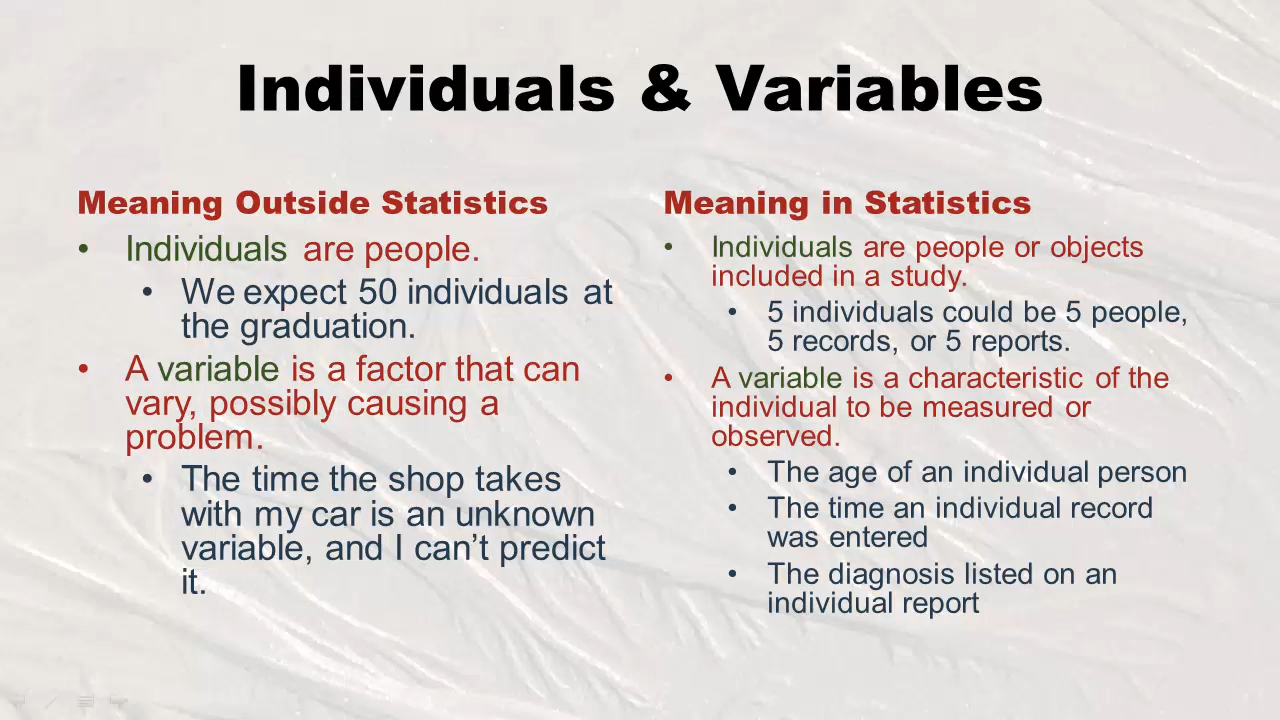 Individuals & Variables
Meaning Outside Statistics
• Individuals are people.
• We expect 50 individuals at
the graduation.
• A variable is a factor that can
vary, possibly causing a
problem.
• The time the shop takes
with my car is an unknown
variable, and I can’t predict
it.
Meaning in Statistics
• Individuals are people or objects
included in a study.
• 5 individuals could be 5 people,
5 records, or 5 reports.
• A variable is a characteristic of the
individual to be measured or
observed.
• The age of an individual person
• The time an individual record
was entered
• The diagnosis listed on an
individual report